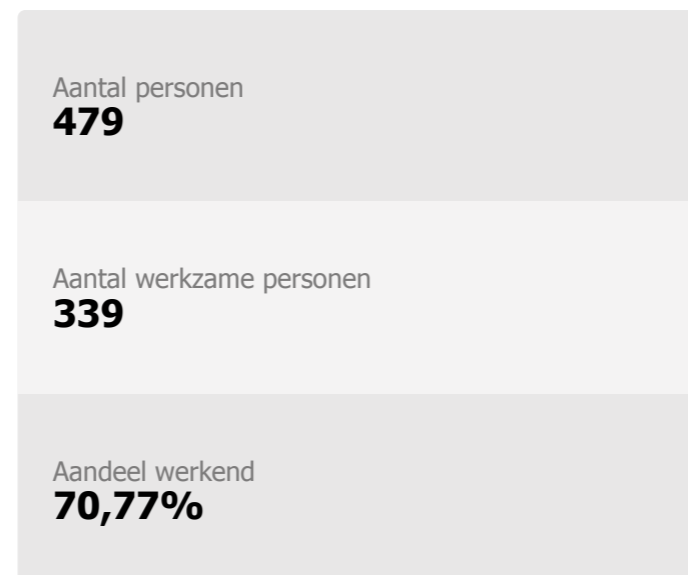 Aantal personen
479
Aantal werkzame personen
339
Aandeel werkend
70,77%